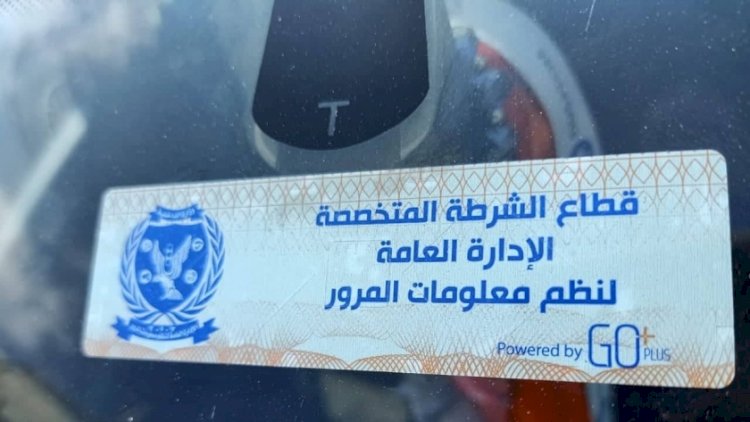 T
قطاع الشرطة المتخصصة
الإدارة العامة
لنظم معلومات المرور
Powered by GO+ PLUS